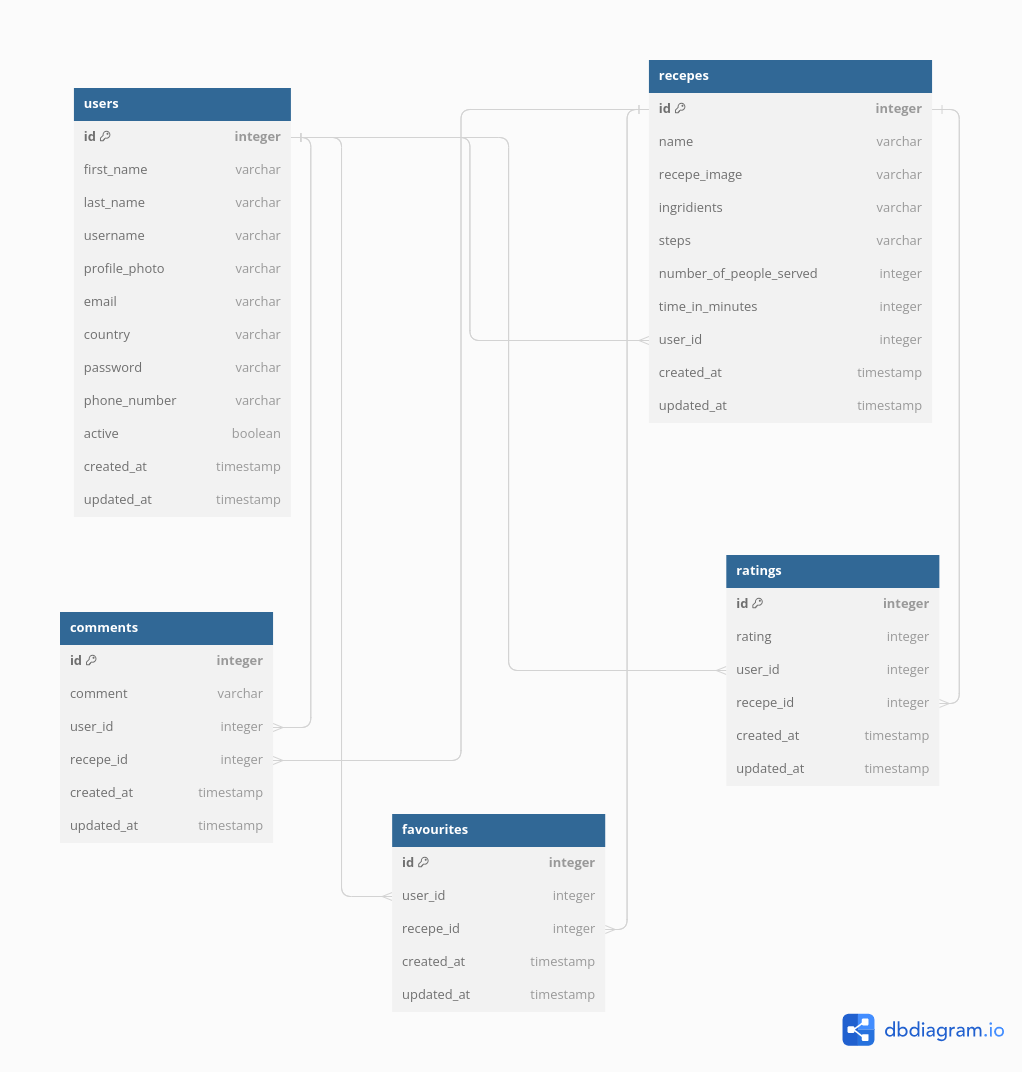 users
id integer
first_name varchar
last_name varchar
username varchar
profile_photo varchar
email varchar
country varchar
password varchar
phone_number varchar
active boolean
created_at timestamp
updated_at timestamp
recepes
id integer
name varchar
recepe_image varchar
ingridients varchar
steps varchar
number_of_people_served integer
time_in_minutes integer
user_id integer
created_at timestamp
updated_at timestamp
comments
id integer
comment varchar
user_id integer
recepe_id integer
created_at timestamp
updated_at timestamp
ratings
id integer
rating integer
user_id integer
recepe_id integer
created_at timestamp
updated_at timestamp
favourites
id integer
user_id integer
recepe_id integer
created_at timestamp
updated_at timestamp
dbdiagram.io